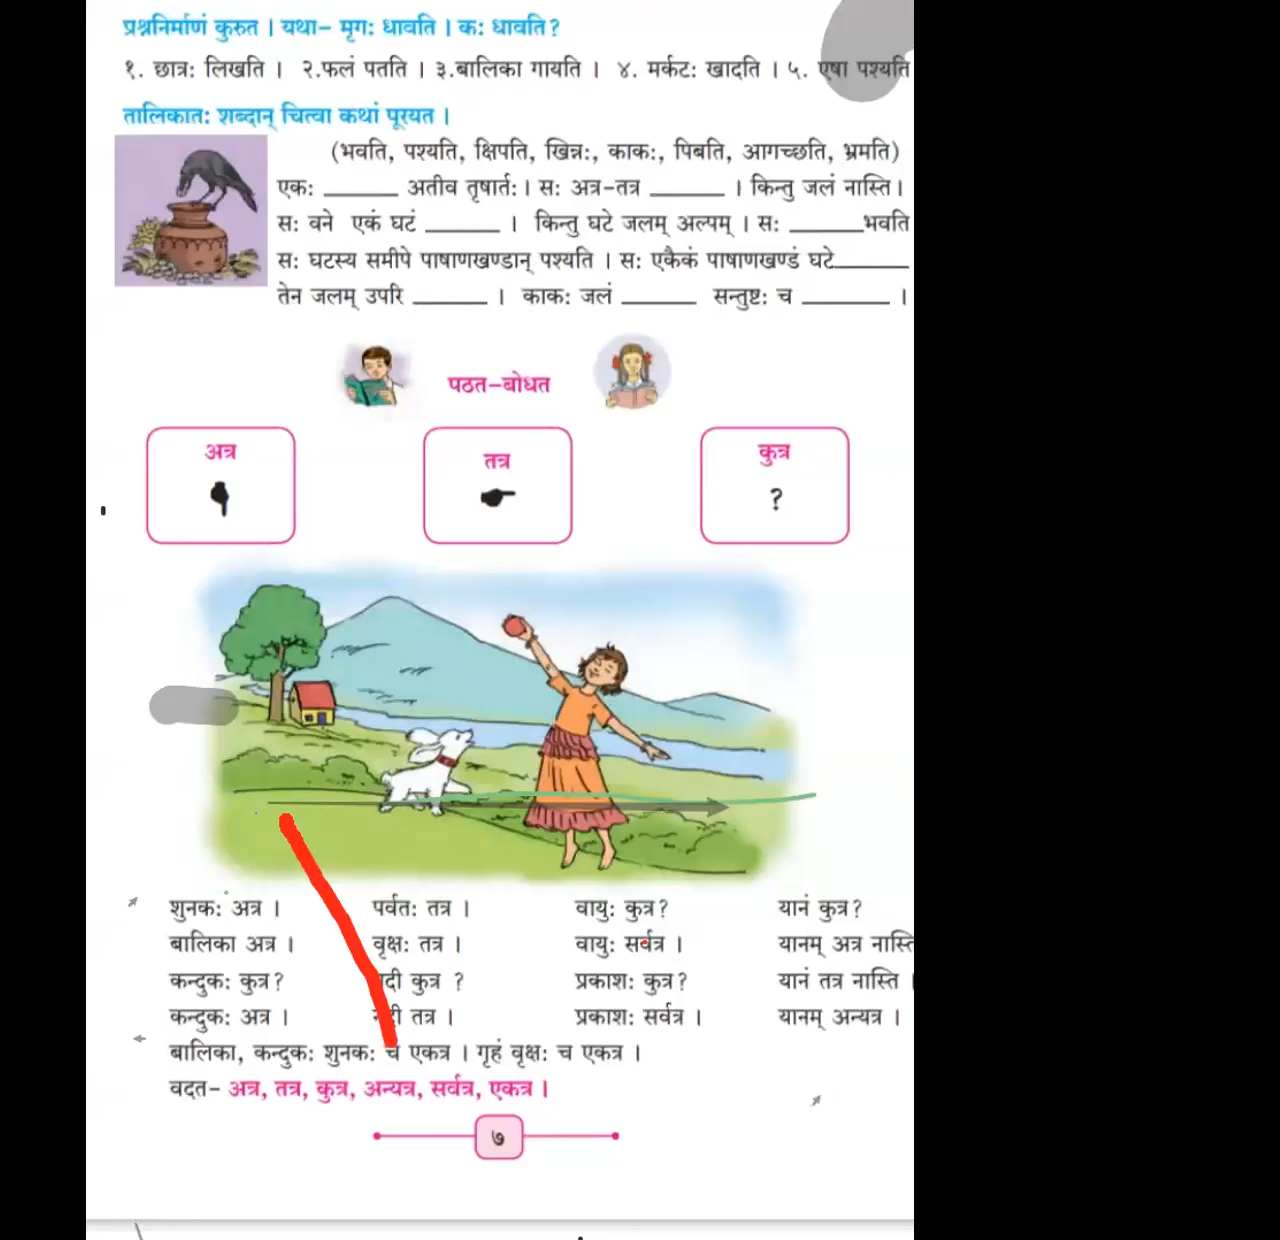 प्रश्ननिर्माणं कुरुत । यथा- मृगः धावति । कः धावति ?
१. छात्रः लिखति । २.फलं पतति । ३.बालिका गायति । ४. मर्कटः खादति । ५. एषा पश्यति
तालिकातः शब्दान् चित्वा कथां पूरयत ।
(भवति, पश्यति, क्षिपति, खिन्नः, काकः, पिबति, आगच्छति, भ्रमति)
एकः ______ अतीव तृषार्तः । सः अत्र-तत्र ______ । किन्तु जलं नास्ति ।
सः वने एकं घटं ______ । किन्तु घटे जलम् अल्पम् । सः ______भवति
सः घटस्य समीपे पाषाणखण्डान् पश्यति । सः एकैकं पाषाणखण्डं घटे______
तेन जलम् उपरि ______ । काकः जलं ______ सन्तुष्टः च ______ ।
पठत-बोधत
अत्र तत्र कुत्र
?
शुनकः अत्र । पर्वतः तत्र । वायुः कुत्र ? यानं कुत्र ?
बालिका अत्र । वृक्षः तत्र । वायुः सर्वत्र । यानम् अत्र नास्ति
कन्दुकः कुत्र ? कुत्र ? प्रकाशः कुत्र ? यानं तत्र नास्ति ।
कन्दुकः अत्र । तत्र । प्रकाशः सर्वत्र । यानम् अन्यत्र ।
बालिका, कन्दुकः शुनकः च एकत्र । गृहं वृक्षः च एकत्र ।
वदत- अत्र, तत्र, कुत्र, अन्यत्र, सर्वत्र, एकत्र ।
७